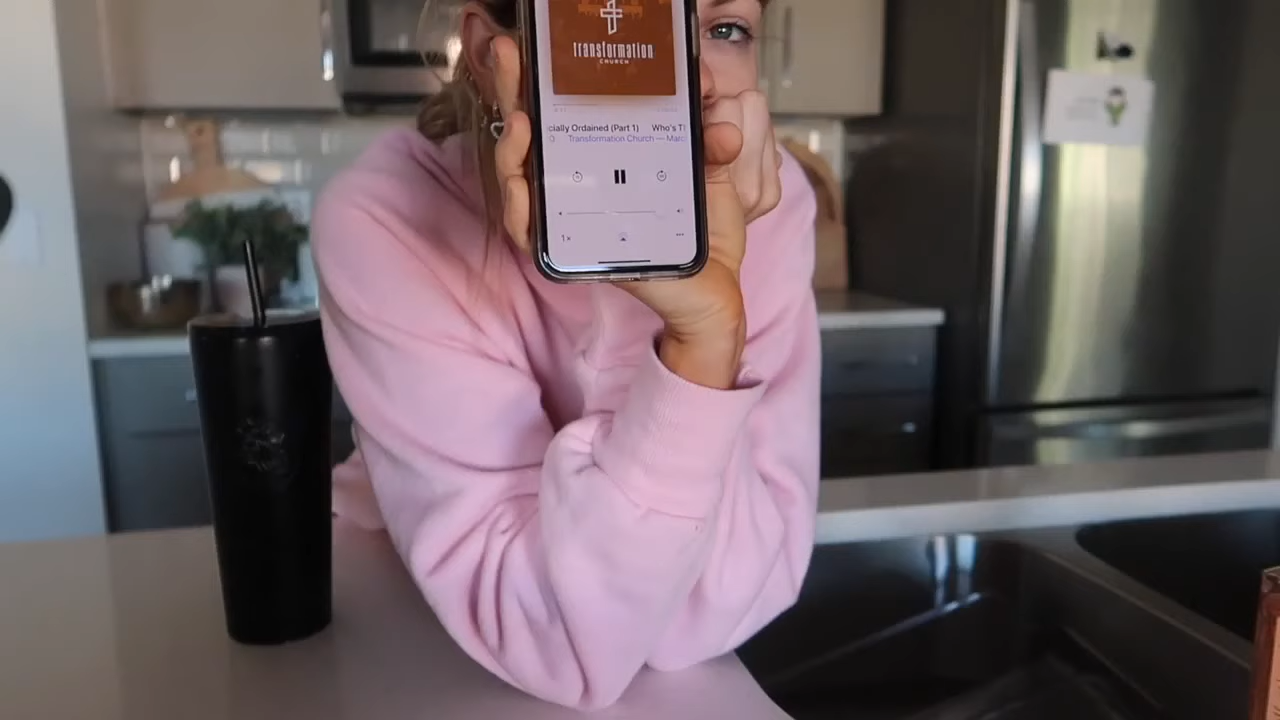 Transformation
CHURCH
cially Ordained (Part 1) Who's T
Transformation Church — Marc
1×